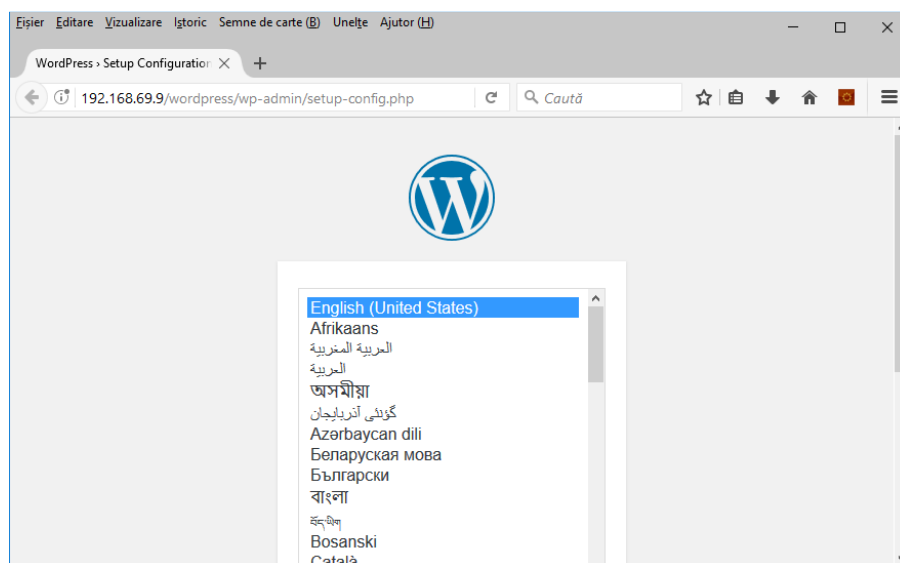 Fișier Editare Vizualizare Istoric Semne de carte (B) Unelte Ajutor (H)
WordPress › Setup Configuration
192.168.69.9/wordpress/wp-admin/setup-config.php
Caută
English (United States)
Afrikaans
العربية المغربية
العربية
অসমীয়া
گؤنئی آذربایجان
Azərbaycan dili
Беларуская мова
Български
বাংলা
བོད་ཡིག
Bosanski
Català